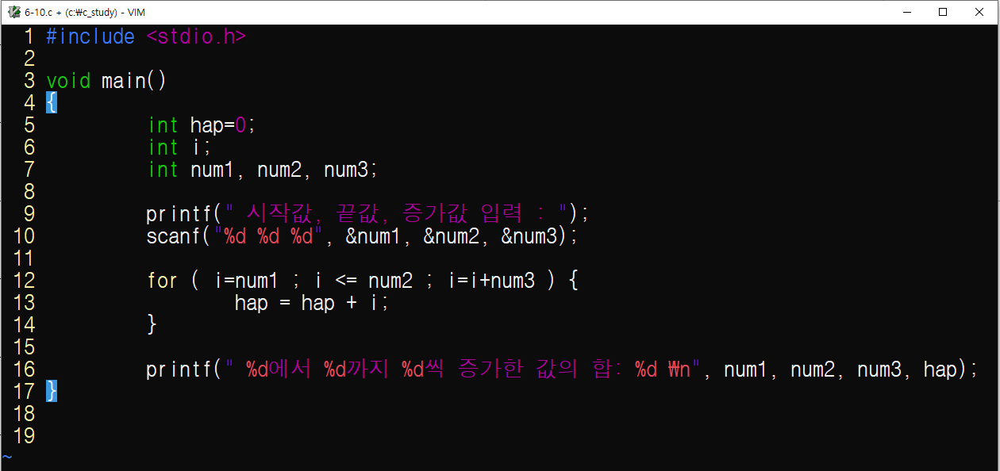 6-10.c + (c:₩c_study) - VIM
1 #include <stdio.h>
2
3 void main()
4 {
5 int hap=0;
6 int i;
7 int num1, num2, num3;
8
9 printf(" 시작값, 끝값, 증가값 입력 : ");
10 scanf("%d %d %d", &num1, &num2, &num3);
11
12 for ( i=num1 ; i <= num2 ; i=i+num3 ) {
13 hap = hap + i;
14 }
15
16 printf(" %d에서 %d까지 %d씩 증가한 값의 합: %d ₩n", num1, num2, num3, hap);
17 }
18
19
~